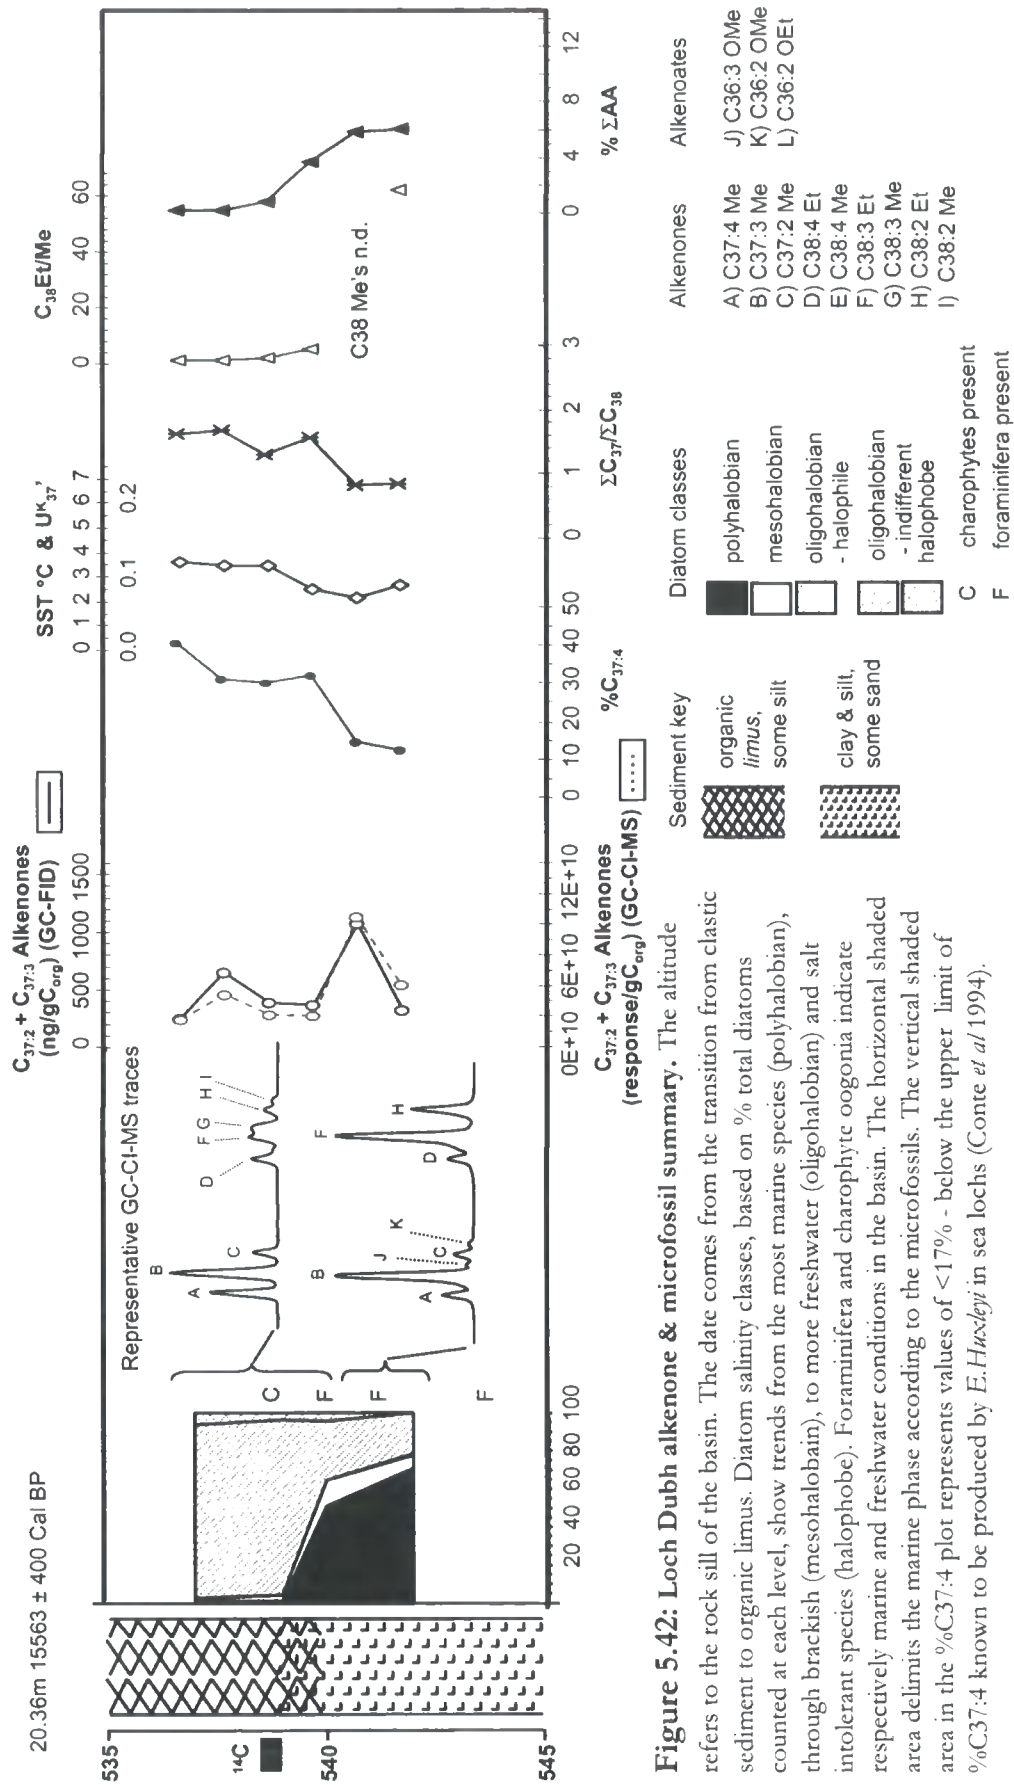 20.36m 15563 ± 400 Cal BP
535
¹⁴C
540
545
20 40 60 80 100
C
F
F
F
Representative GC-CI-MS traces
A
B
C
D
F G
H I
A
B
J
C
K
D
F
H
C₃₇:₂ + C₃₇:₃ Alkenones
(ng/gCorg) (GC-FID)
0 500 1000 1500
0E+10 6E+10 12E+10
C₃₇:₂ + C₃₇:₃ Alkenones
(response/gCorg) (GC-CI-MS)
0 10 20 30 40 50
%C₃₇:₄
SST °C & Uᴷ₃₇'
0 1 2 3 4 5 6 7
0.0 0.1 0.2
0 1 2 3
ΣC₃₇/ΣC₃₈
C₃₈Et/Me
0 20 40 60
C38 Me's n.d.
0 4 8 12
% ΣAA
Sediment key
organic
limus,
some silt
clay & silt,
some sand
Diatom classes
polyhalobian
mesohalobian
oligohalobian
- halophile
oligohalobian
- indifferent
halophobe
C charophytes present
F foraminifera present
Alkenones
A) C37:4 Me
B) C37:3 Me
C) C37:2 Me
D) C38:4 Et
E) C38:4 Me
F) C38:3 Et
G) C38:3 Me
H) C38:2 Et
I) C38:2 Me
Alkenoates
J) C36:3 OMe
K) C36:2 OMe
L) C36:2 OEt
Figure 5.42: Loch Dubh alkenone & microfossil summary. The altitude
refers to the rock sill of the basin. The date comes from the transition from clastic
sediment to organic limus. Diatom salinity classes, based on % total diatoms
counted at each level, show trends from the most marine species (polyhalobian),
through brackish (mesohalobain), to more freshwater (oligohalobian) and salt
intolerant species (halophobe). Foraminifera and charophyte oogonia indicate
respectively marine and freshwater conditions in the basin. The horizontal shaded
area delimits the marine phase according to the microfossils. The vertical shaded
area in the %C37:4 plot represents values of <17% - below the upper limit of
%C37:4 known to be produced by E.Huxleyi in sea lochs (Conte et al 1994).